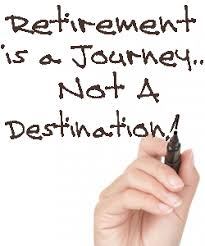 Retirement
is a Journey..
Not A
Destination.